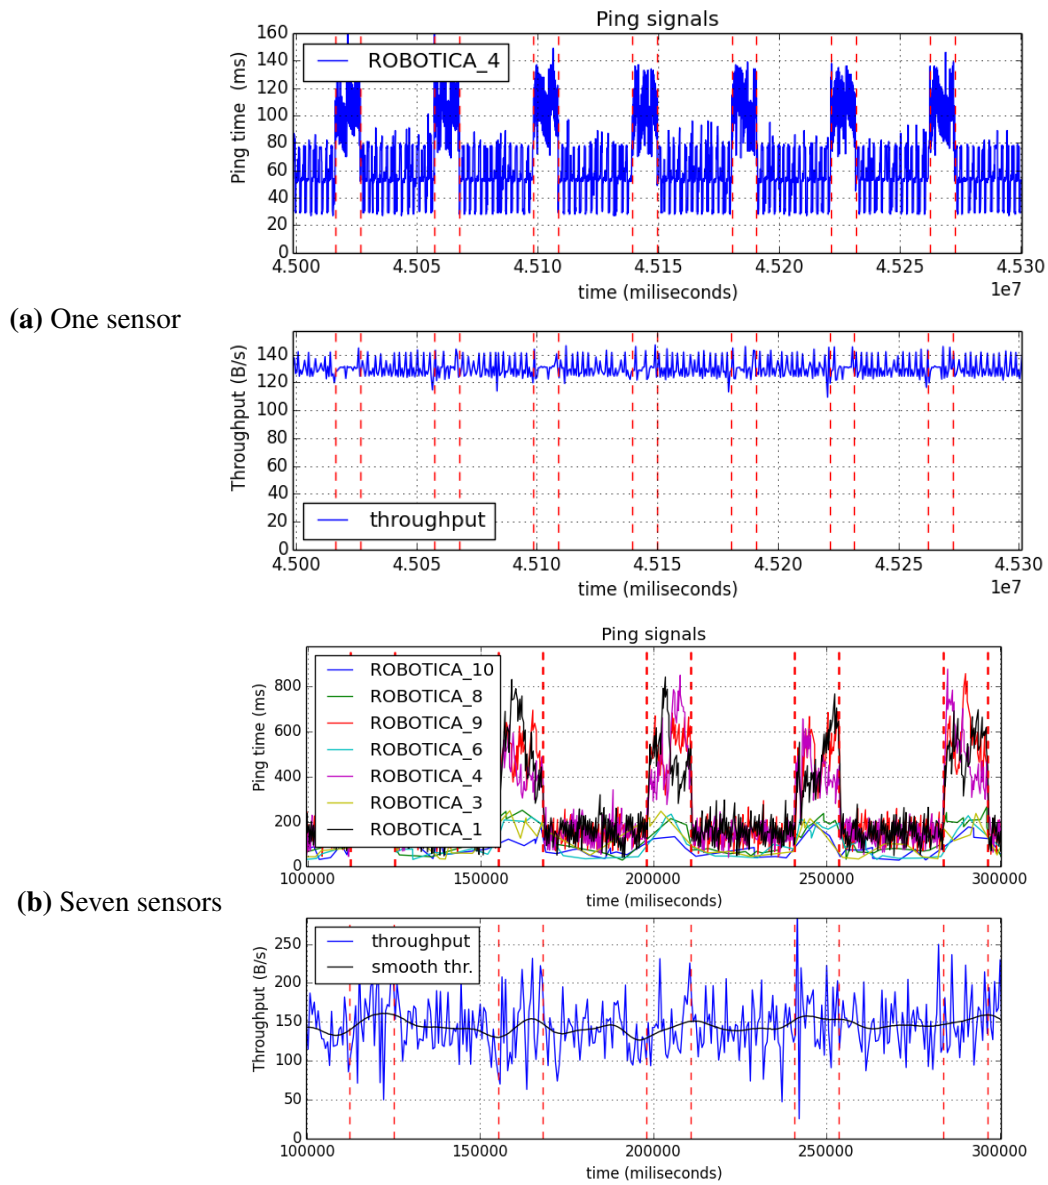 Ping signals
160
140
120
100
80
60
40
20
0
Ping time (ms)
ROBOTICA_4
4.500 4.505 4.510 4.515 4.520 4.525 4.530
time (miliseconds)
1e7
(a) One sensor
140
120
100
80
60
40
20
0
Throughput (B/s)
throughput
4.500 4.505 4.510 4.515 4.520 4.525 4.530
time (miliseconds)
1e7
Ping signals
800
600
400
200
0
Ping time (ms)
ROBOTICA_10
ROBOTICA_8
ROBOTICA_9
ROBOTICA_6
ROBOTICA_4
ROBOTICA_3
ROBOTICA_1
100000 150000 200000 250000 300000
time (miliseconds)
(b) Seven sensors
250
200
150
100
50
0
Throughput (B/s)
throughput
smooth thr.
100000 150000 200000 250000 300000
time (miliseconds)